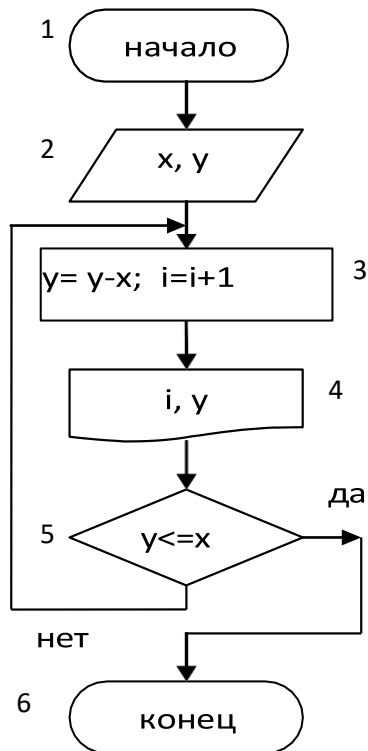 1
начало
2
x, y
y= y-x; i=i+1
3
i, y
4
да
5
y<=x
нет
6
конец